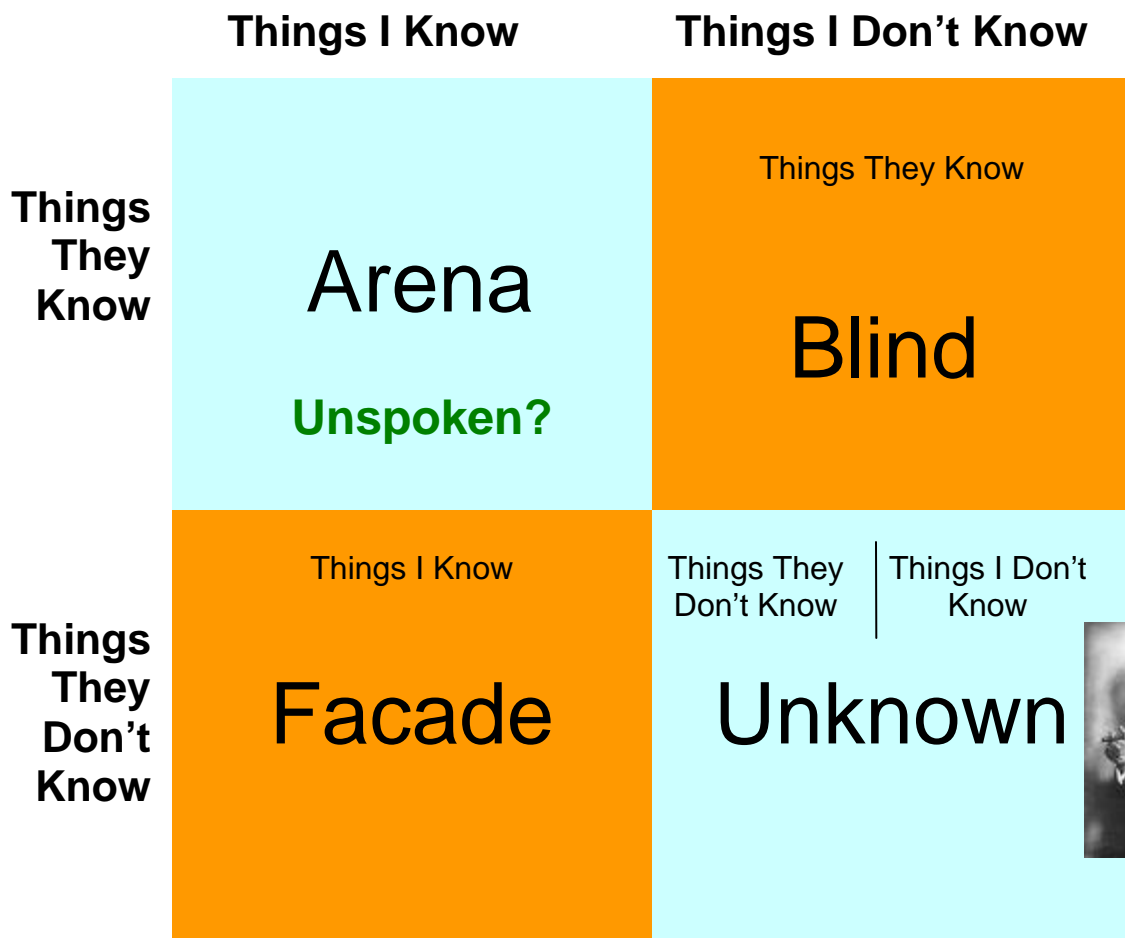 Things I Know
Things I Don’t Know
Things
They
Know
Arena
Unspoken?
Things They Know
Blind
Things
They
Don’t
Know
Things I Know
Facade
Things They
Don’t Know
Things I Don’t
Know
Unknown